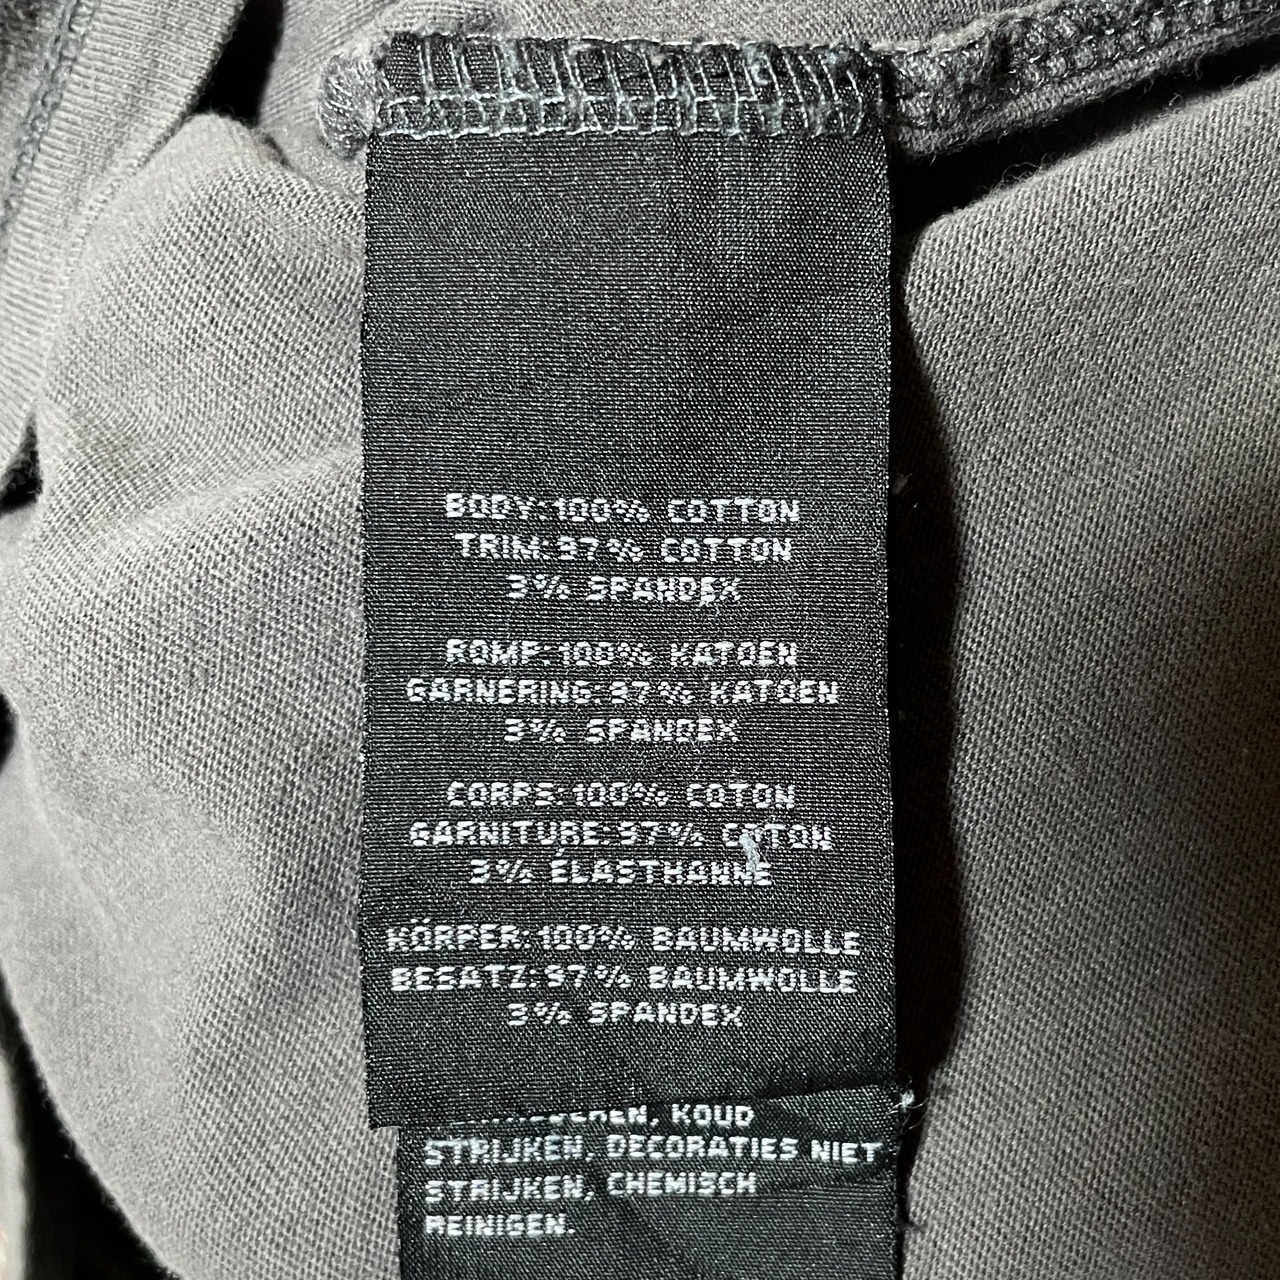 BODY:100% COTTON
TRIM:97% COTTON
3% SPANDEX
ROMP:100% KATOEN
GARNERING:97% KATOEN
3% SPANDEX
CORPS:100% COTON
GARNITURE:97% COTON
3% ÉLASTHANNE
KÖRPER:100% BAUMWOLLE
BESATZ:97% BAUMWOLLE
3% SPANDEX
KOUD
STRIJKEN, DECORATIES NIET
STRIJKEN, CHEMISCH
REINIGEN.